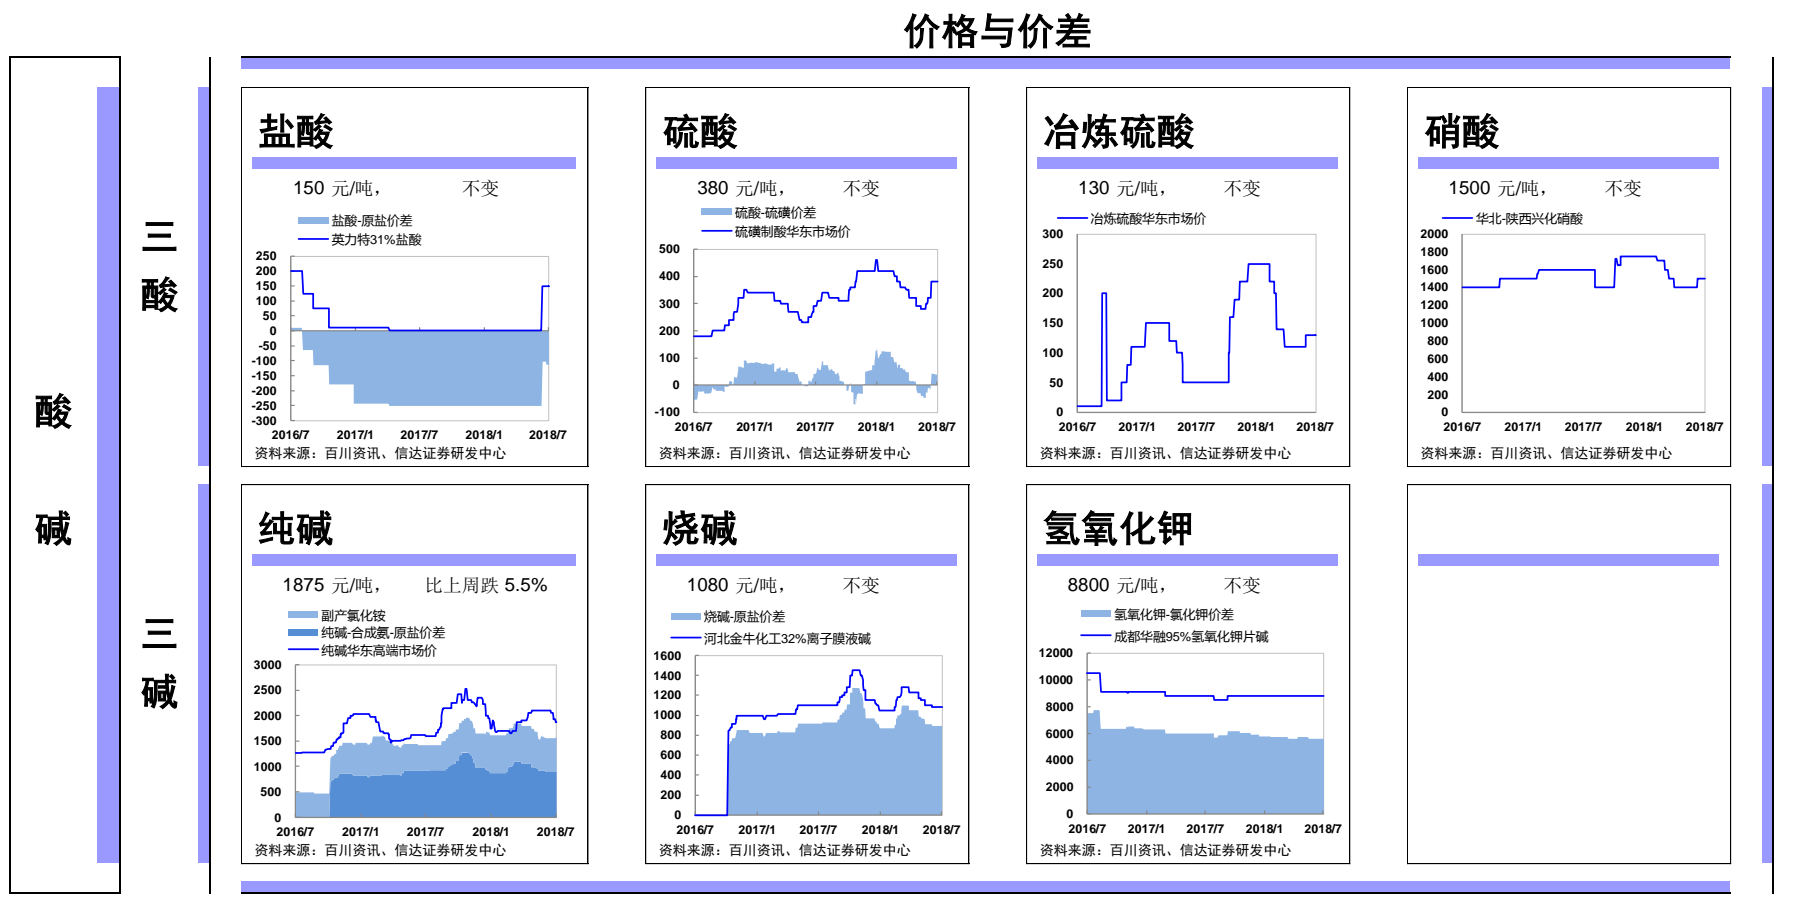 价格与价差
酸
碱
三
酸
三
碱
盐酸
150 元/吨， 不变
盐酸-原盐价差
英力特31%盐酸
250
200
150
100
50
0
-50
-100
-150
-200
-250
-300
2016/7 2017/1 2017/7 2018/1 2018/7
资料来源：百川资讯、信达证券研发中心
硫酸
380 元/吨， 不变
硫酸-硫磺价差
硫磺制酸华东市场价
500
400
300
200
100
0
-100
2016/7 2017/1 2017/7 2018/1 2018/7
资料来源：百川资讯、信达证券研发中心
冶炼硫酸
130 元/吨， 不变
冶炼硫酸华东市场价
300
250
200
150
100
50
0
2016/7 2017/1 2017/7 2018/1 2018/7
资料来源：百川资讯、信达证券研发中心
硝酸
1500 元/吨， 不变
华北-陕西兴化硝酸
2000
1800
1600
1400
1200
1000
800
600
400
200
0
2016/7 2017/1 2017/7 2018/1 2018/7
资料来源：百川资讯、信达证券研发中心
纯碱
1875 元/吨， 比上周跌 5.5%
副产氯化铵
纯碱-合成氨-原盐价差
纯碱华东高端市场价
3000
2500
2000
1500
1000
500
0
2016/7 2017/1 2017/7 2018/1 2018/7
资料来源：百川资讯、信达证券研发中心
烧碱
1080 元/吨， 不变
烧碱-原盐价差
河北金牛化工32%离子膜液碱
1600
1400
1200
1000
800
600
400
200
0
2016/7 2017/1 2017/7 2018/1 2018/7
资料来源：百川资讯、信达证券研发中心
氢氧化钾
8800 元/吨， 不变
氢氧化钾-氯化钾价差
成都华融95%氢氧化钾片碱
12000
10000
8000
6000
4000
2000
0
2016/7 2017/1 2017/7 2018/1 2018/7
资料来源：百川资讯、信达证券研发中心